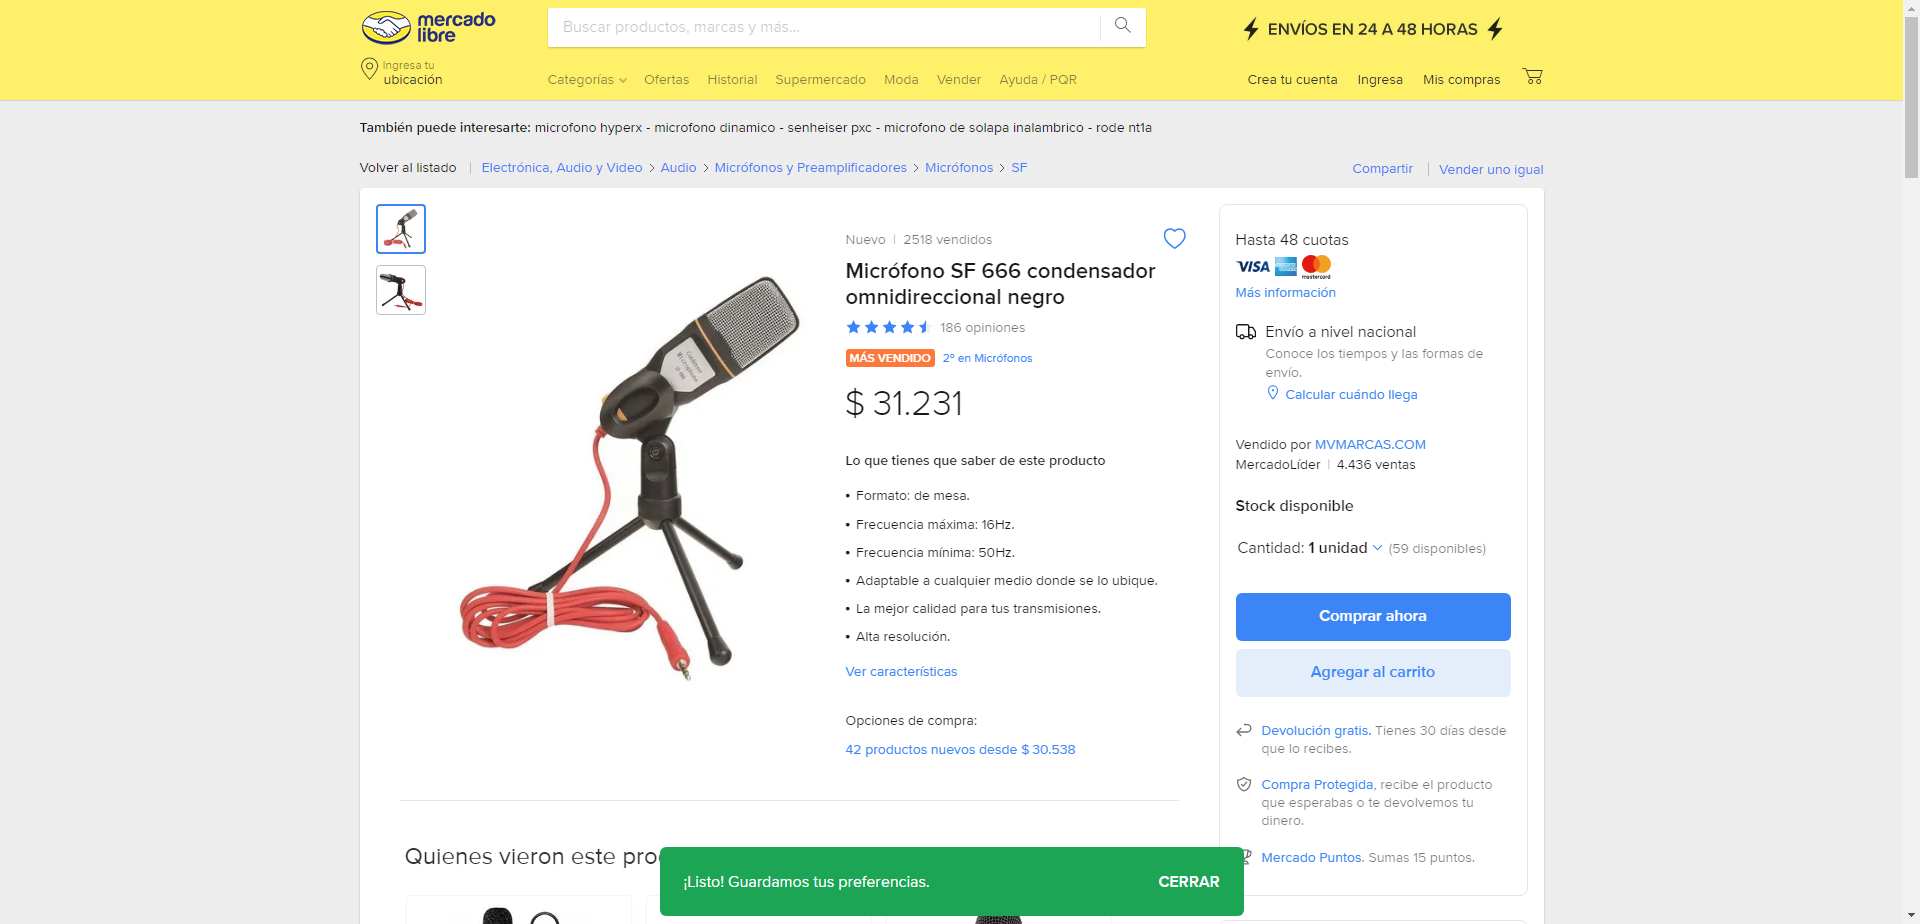 mercado
libre
Buscar productos, marcas y más...
ENVÍOS EN 24 A 48 HORAS
Ingresa tu
ubicación
Categorías Ofertas Historial Supermercado Moda Vender Ayuda / PQR
Crea tu cuenta Ingresa Mis compras
También puede interesarte: microfono hyperx - microfono dinamico - senheiser pxc - microfono de solapa inalambrico - rode nt1a
Volver al listado | Electrónica, Audio y Video > Audio > Micrófonos y Preamplificadores > Micrófonos > SF
Compartir | Vender uno igual
Nuevo | 2518 vendidos
Micrófono SF 666 condensador
omnidireccional negro
186 opiniones
MÁS VENDIDO 2º en Micrófonos
$ 31.231
Lo que tienes que saber de este producto
• Formato: de mesa.
• Frecuencia máxima: 16Hz.
• Frecuencia mínima: 50Hz.
• Adaptable a cualquier medio donde se lo ubique.
• La mejor calidad para tus transmisiones.
• Alta resolución.
Ver características
Opciones de compra:
42 productos nuevos desde $ 30.538
Condenser
Microphone
SF-666
Hasta 48 cuotas
VISA
mastercard
Más información
Envío a nivel nacional
Conoce los tiempos y las formas de
envío.
Calcular cuándo llega
Vendido por MVMARCAS.COM
MercadoLíder | 4.436 ventas
Stock disponible
Cantidad: 1 unidad (59 disponibles)
Comprar ahora
Agregar al carrito
Devolución gratis. Tienes 30 días desde
que lo recibes.
Compra Protegida, recibe el producto
que esperabas o te devolvemos tu
dinero.
Mercado Puntos. Sumas 15 puntos.
Quienes vieron este pro
¡Listo! Guardamos tus preferencias.
CERRAR